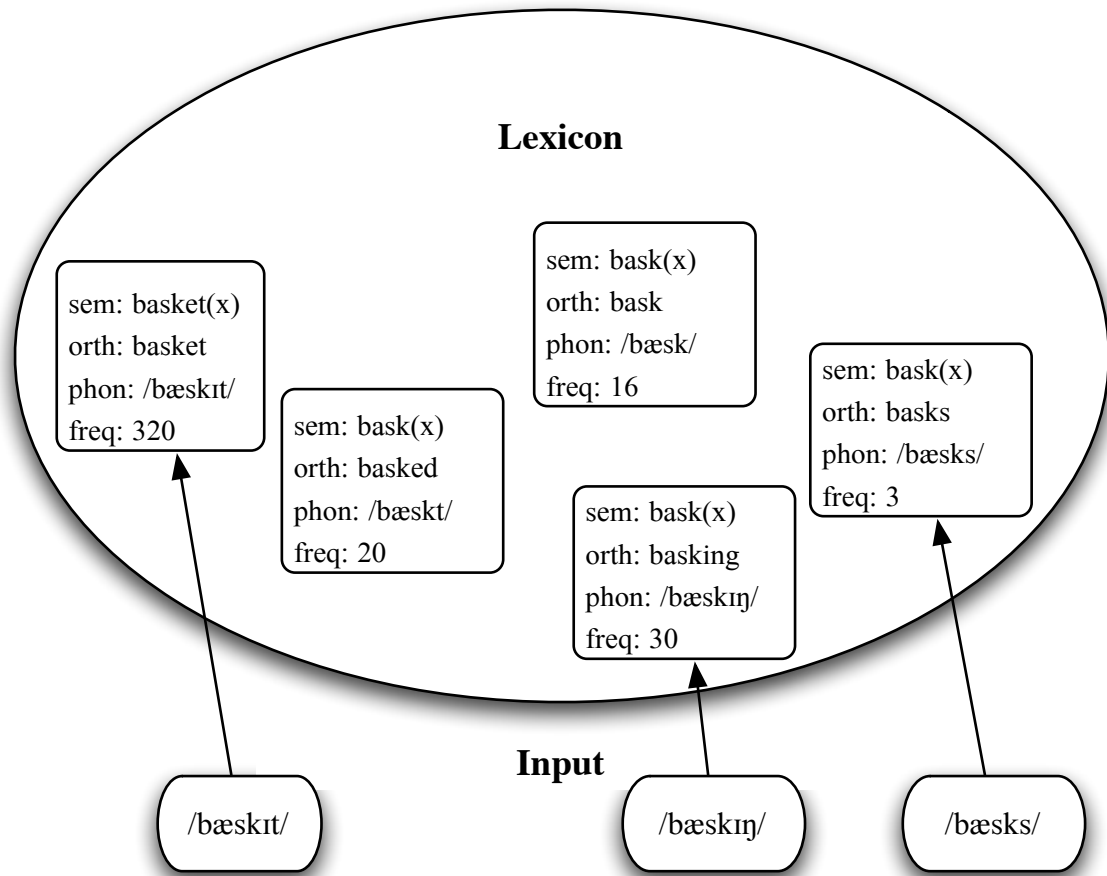 Lexicon
sem: basket(x)
orth: basket
phon: /bæskɪt/
freq: 320
sem: bask(x)
orth: basked
phon: /bæskt/
freq: 20
sem: bask(x)
orth: bask
phon: /bæsk/
freq: 16
sem: bask(x)
orth: basking
phon: /bæskɪŋ/
freq: 30
sem: bask(x)
orth: basks
phon: /bæsks/
freq: 3
Input
/bæskɪt/
/bæskɪŋ/
/bæsks/